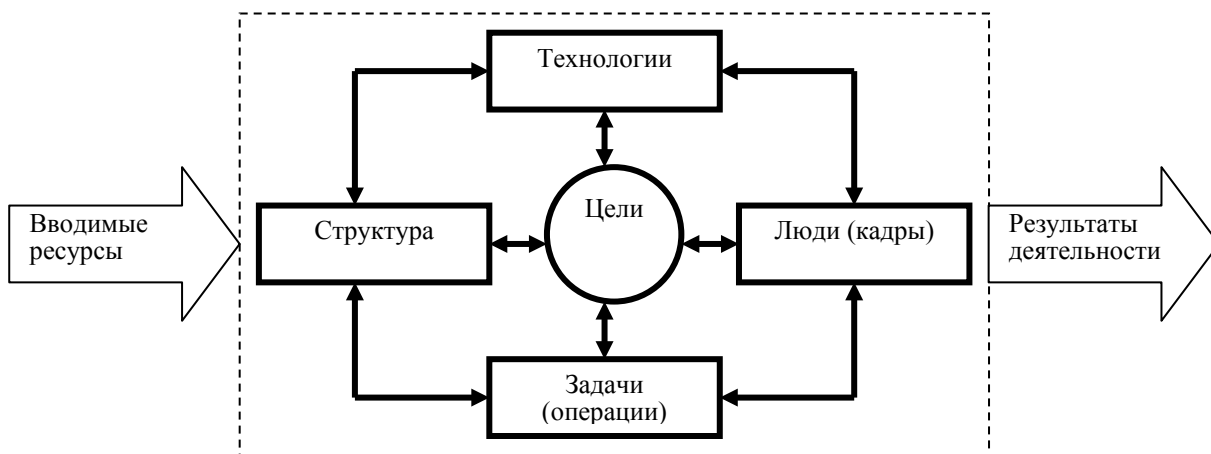 Технологии
Вводимые
ресурсы
Структура
Цели
Люди (кадры)
Результаты
деятельности
Задачи
(операции)